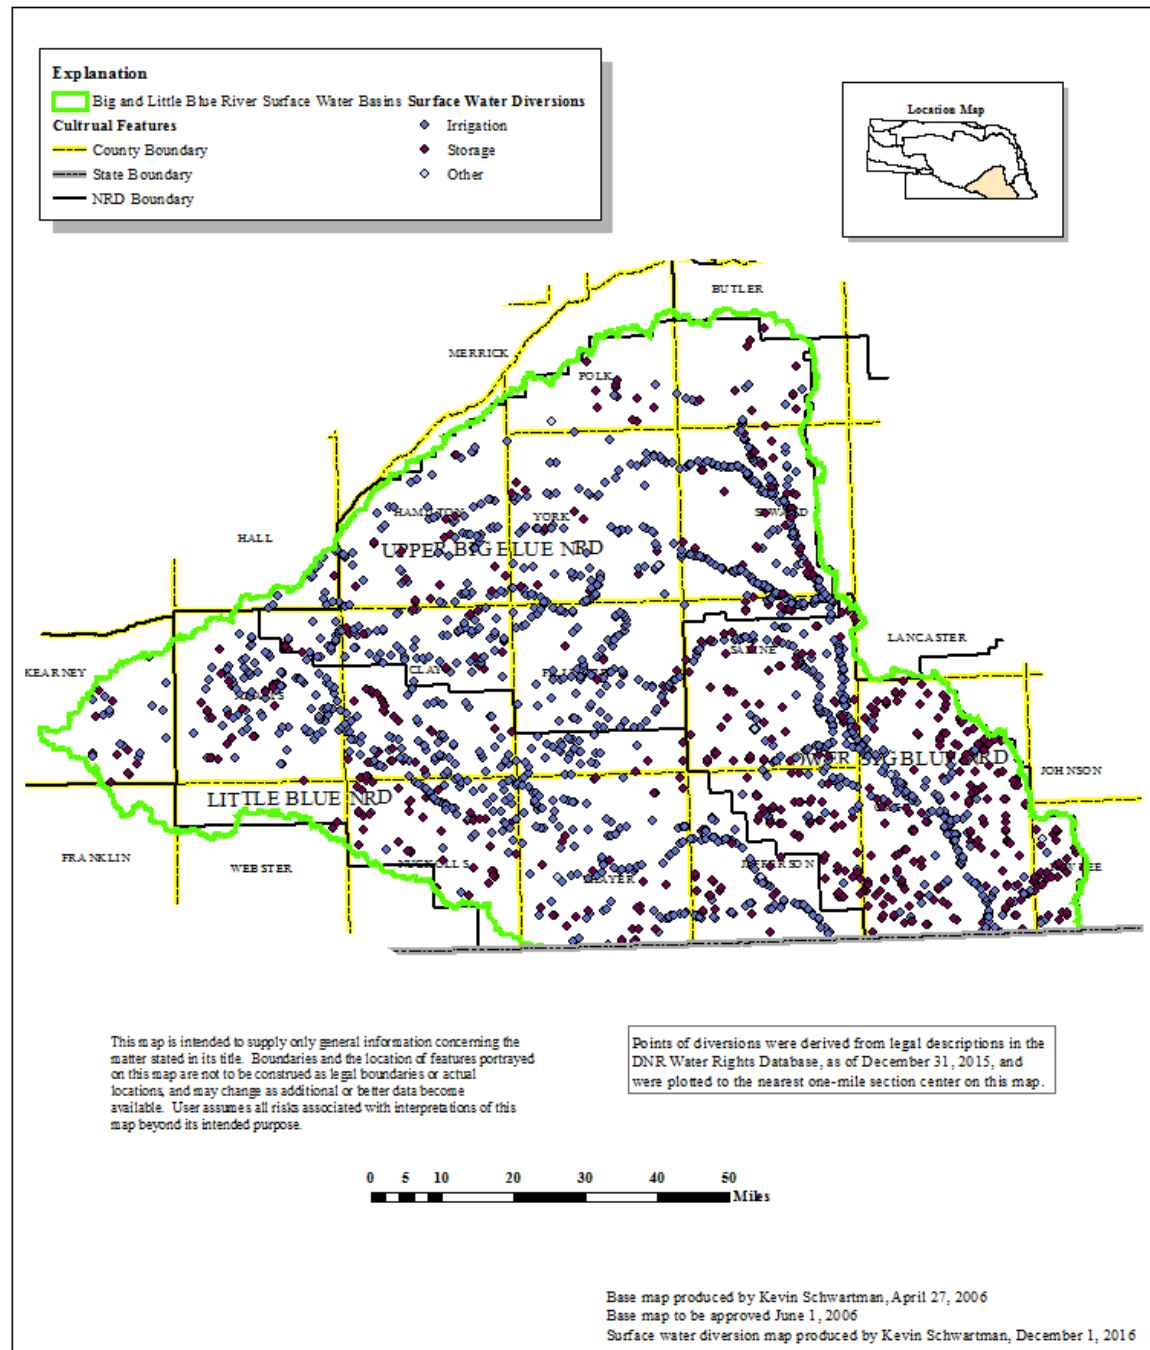 Explanation
Big and Little Blue River Surface Water Basins
Cultrual Features
County Boundary
State Boundary
NRD Boundary
Surface Water Diversions
Irrigation
Storage
Other
Location Map
BUTLER
MERRICK
POLK
HAMILTON
YORK
SEWARD
HALL
UPPER BIG BLUE NRD
LANCASTER
KEARNEY
CLAY
SALINE
ADAMS
FILLMORE
LOWER BIG BLUE NRD
JOHNSON
LITTLE BLUE NRD
FRANKLIN
WEBSTER
NUCKOLLS
THAYER
JEFFERSON
PAWNEE
This map is intended to supply only general information concerning the
matter stated in its title. Boundaries and the location of features portrayed
on this map are not to be construed as legal boundaries or actual
locations, and may change as additional or better data become
available. User assumes all risks associated with interpretations of this
map beyond its intended purpose.
Points of diversions were derived from legal descriptions in the
DNR Water Rights Database, as of December 31, 2015, and
were plotted to the nearest one-mile section center on this map.
0 5 10 20 30 40 50
Miles
Base map produced by Kevin Schwartman, April 27, 2006
Base map to be approved June 1, 2006
Surface water diversion map produced by Kevin Schwartman, December 1, 2016